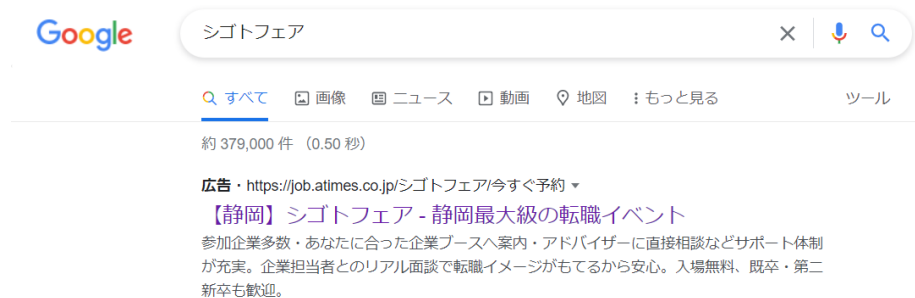 Google
シゴトフェア
すべて 画像 ニュース 動画 地図 もっと見る ツール
約 379,000 件 （0.50 秒）
広告・https://job.atimes.co.jp/シゴトフェア/今すぐ予約
【静岡】シゴトフェア - 静岡最大級の転職イベント
参加企業多数・あなたに合った企業ブースへ案内・アドバイザーに直接相談などサポート体制
が充実。企業担当者とのリアル面談で転職イメージがもてるから安心。入場無料、既卒・第二
新卒も歓迎。